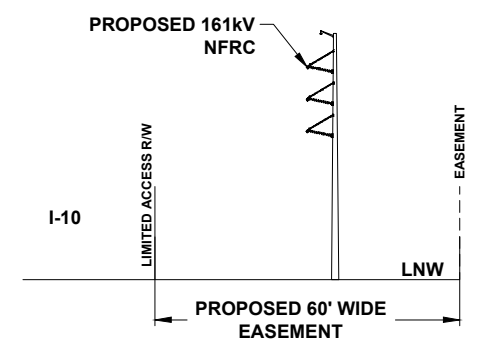 PROPOSED 161kV
NFRC
LIMITED ACCESS R/W
EASEMENT
I-10
LNW
PROPOSED 60' WIDE
EASEMENT